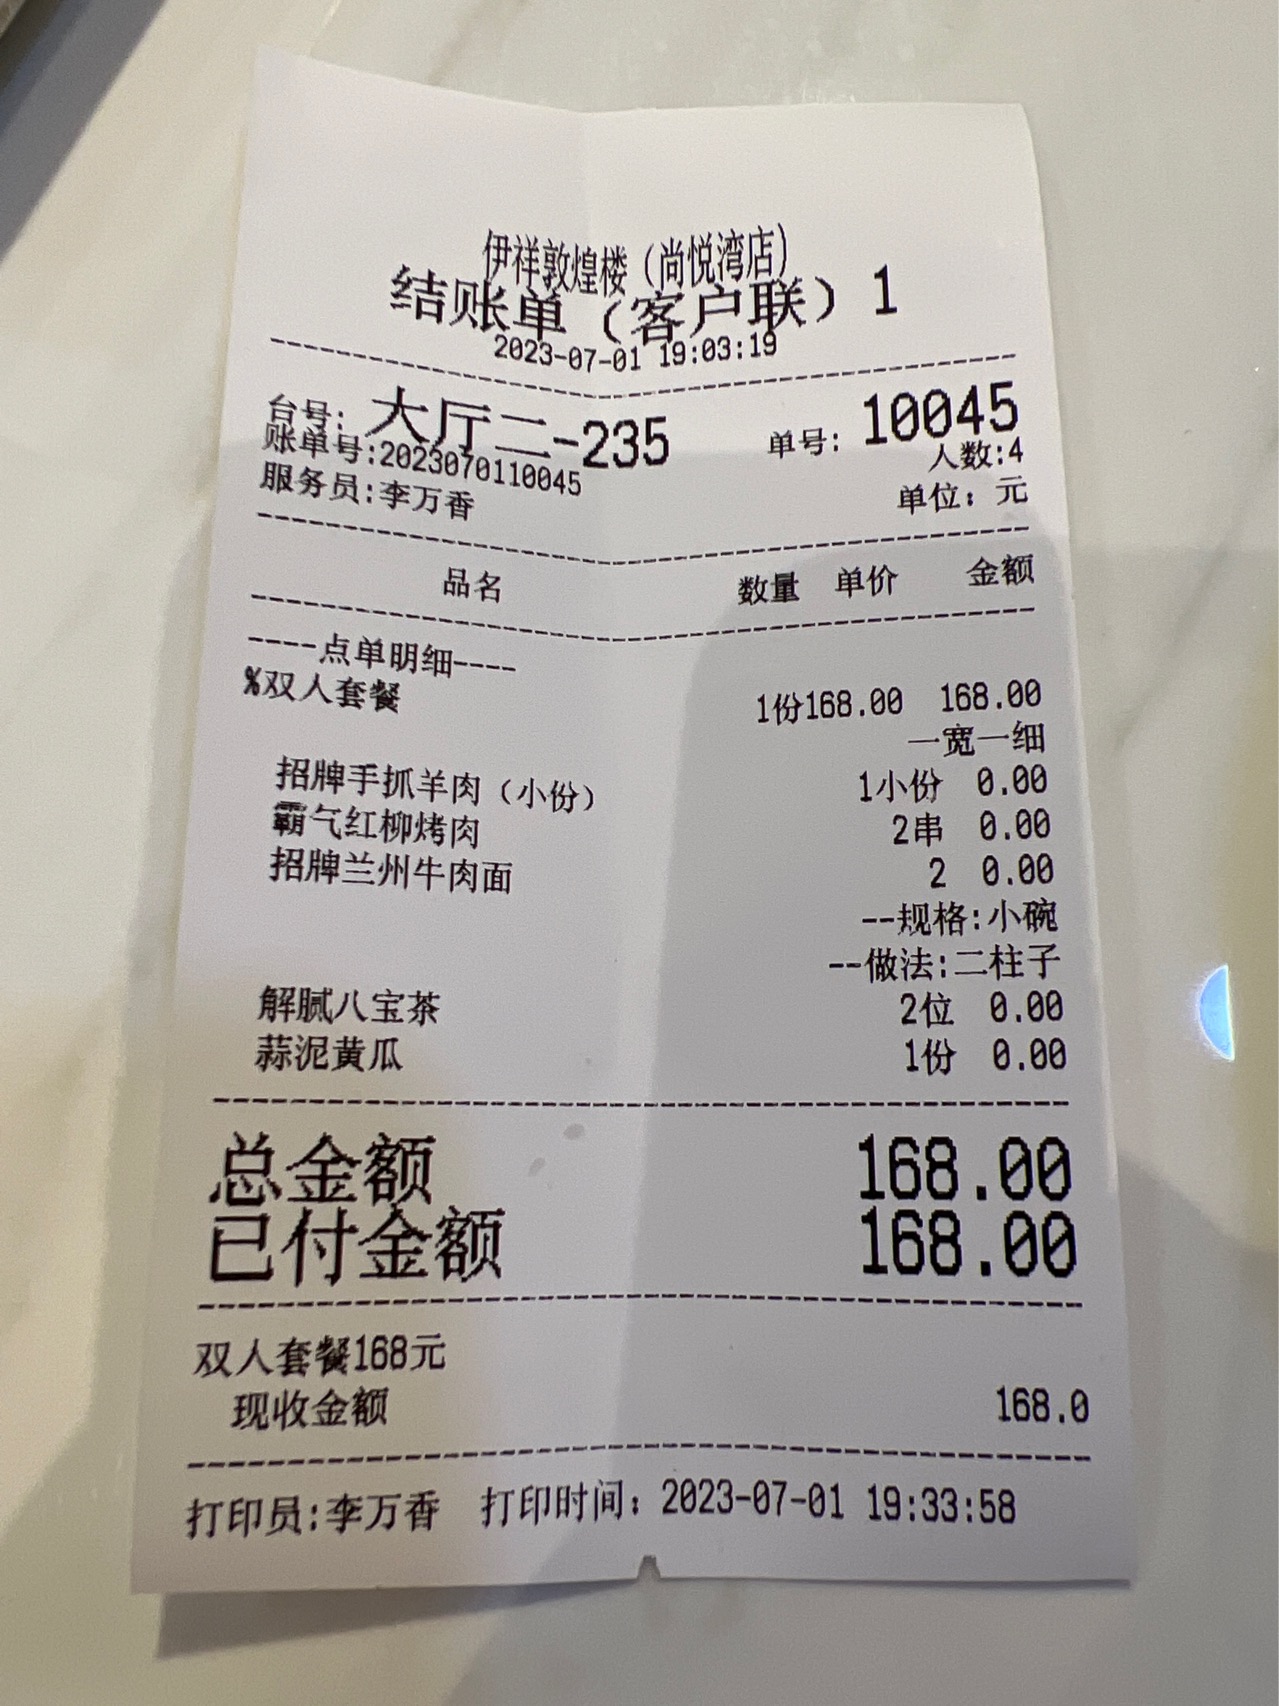 伊祥敦煌楼（尚悦湾店）
结账单（客户联）1
2023-07-01 19:03:19
台号：大厅二-235 单号：10045
账单号:2023070110045 人数:4
服务员:李万香 单位：元
品名 数量 单价 金额
----点单明细----
%双人套餐 1份168.00 168.00
一宽一细
招牌手抓羊肉（小份） 1小份 0.00
霸气红柳烤肉 2串 0.00
招牌兰州牛肉面 2 0.00
--规格:小碗
--做法:二柱子
解腻八宝茶 2位 0.00
蒜泥黄瓜 1份 0.00
总金额 168.00
已付金额 168.00
双人套餐168元
现收金额 168.0
打印员:李万香 打印时间：2023-07-01 19:33:58